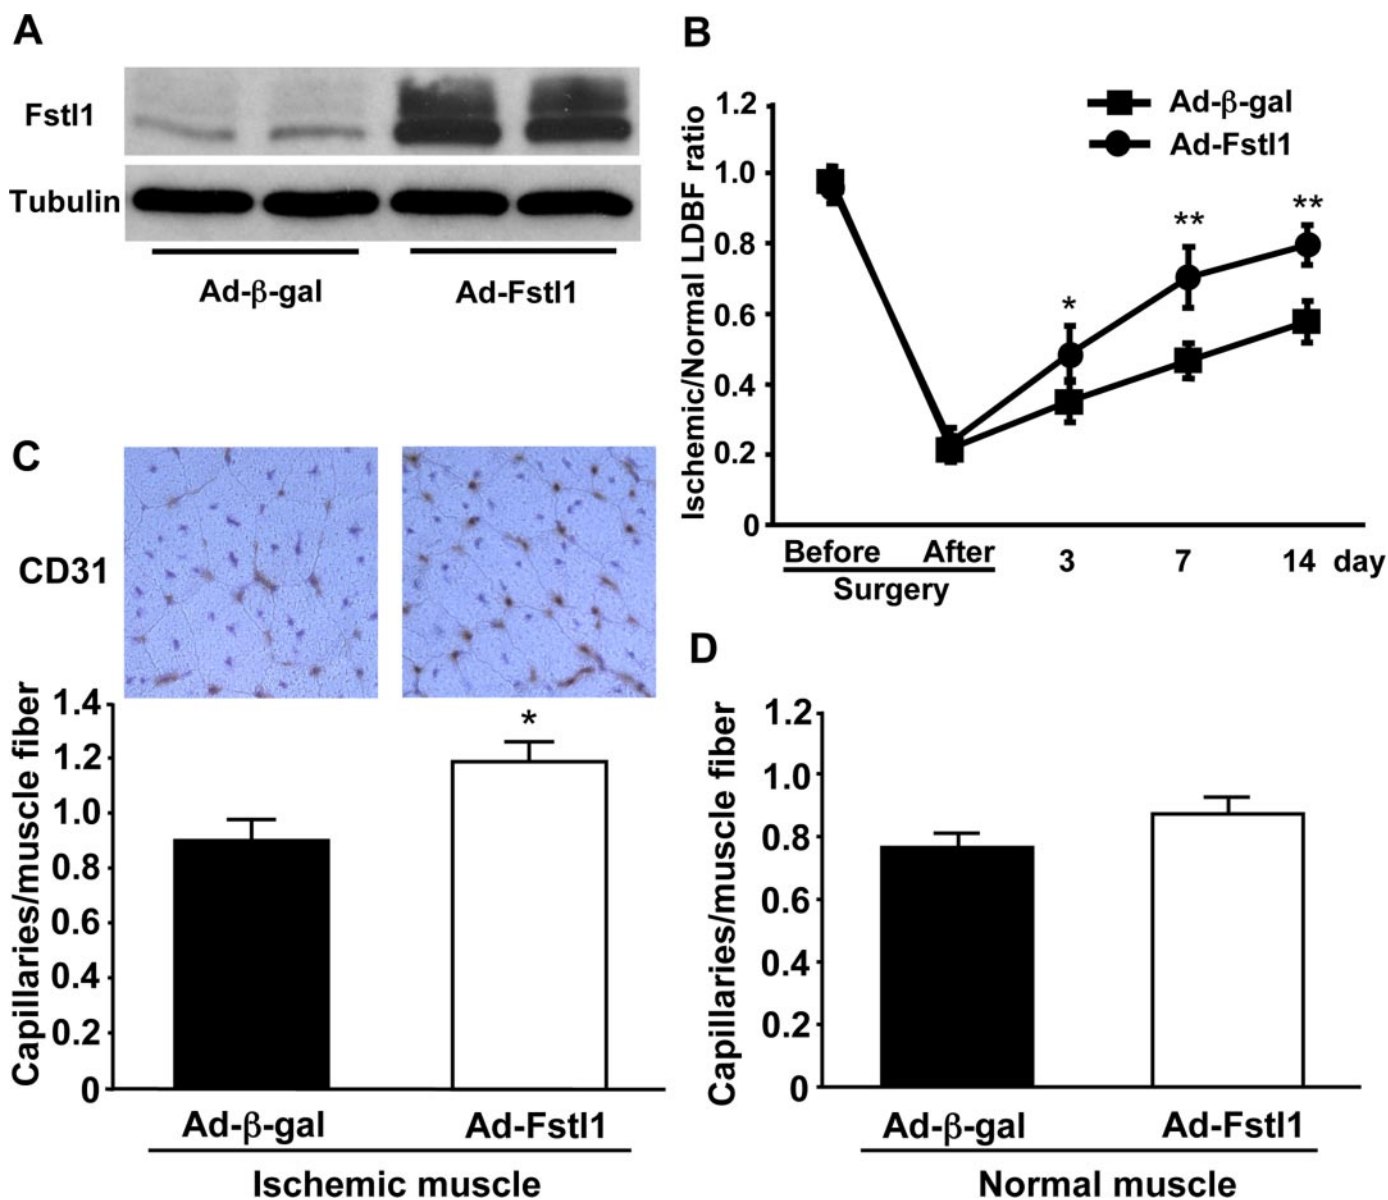 A
Fstl1
Tubulin
Ad-β-gal
Ad-Fstl1
B
Ischemic/Normal LDBF ratio
1.2
1.0
0.8
0.6
0.4
0.2
0
Ad-β-gal
Ad-Fstl1
*
**
**
Before
After
3
7
14
day
Surgery
C
CD31
Capillaries/muscle fiber
1.4
1.2
1.0
0.8
0.6
0.4
0.2
0
*
Ad-β-gal
Ad-Fstl1
Ischemic muscle
D
Capillaries/muscle fiber
1.2
1.0
0.8
0.6
0.4
0.2
0
Ad-β-gal
Ad-Fstl1
Normal muscle